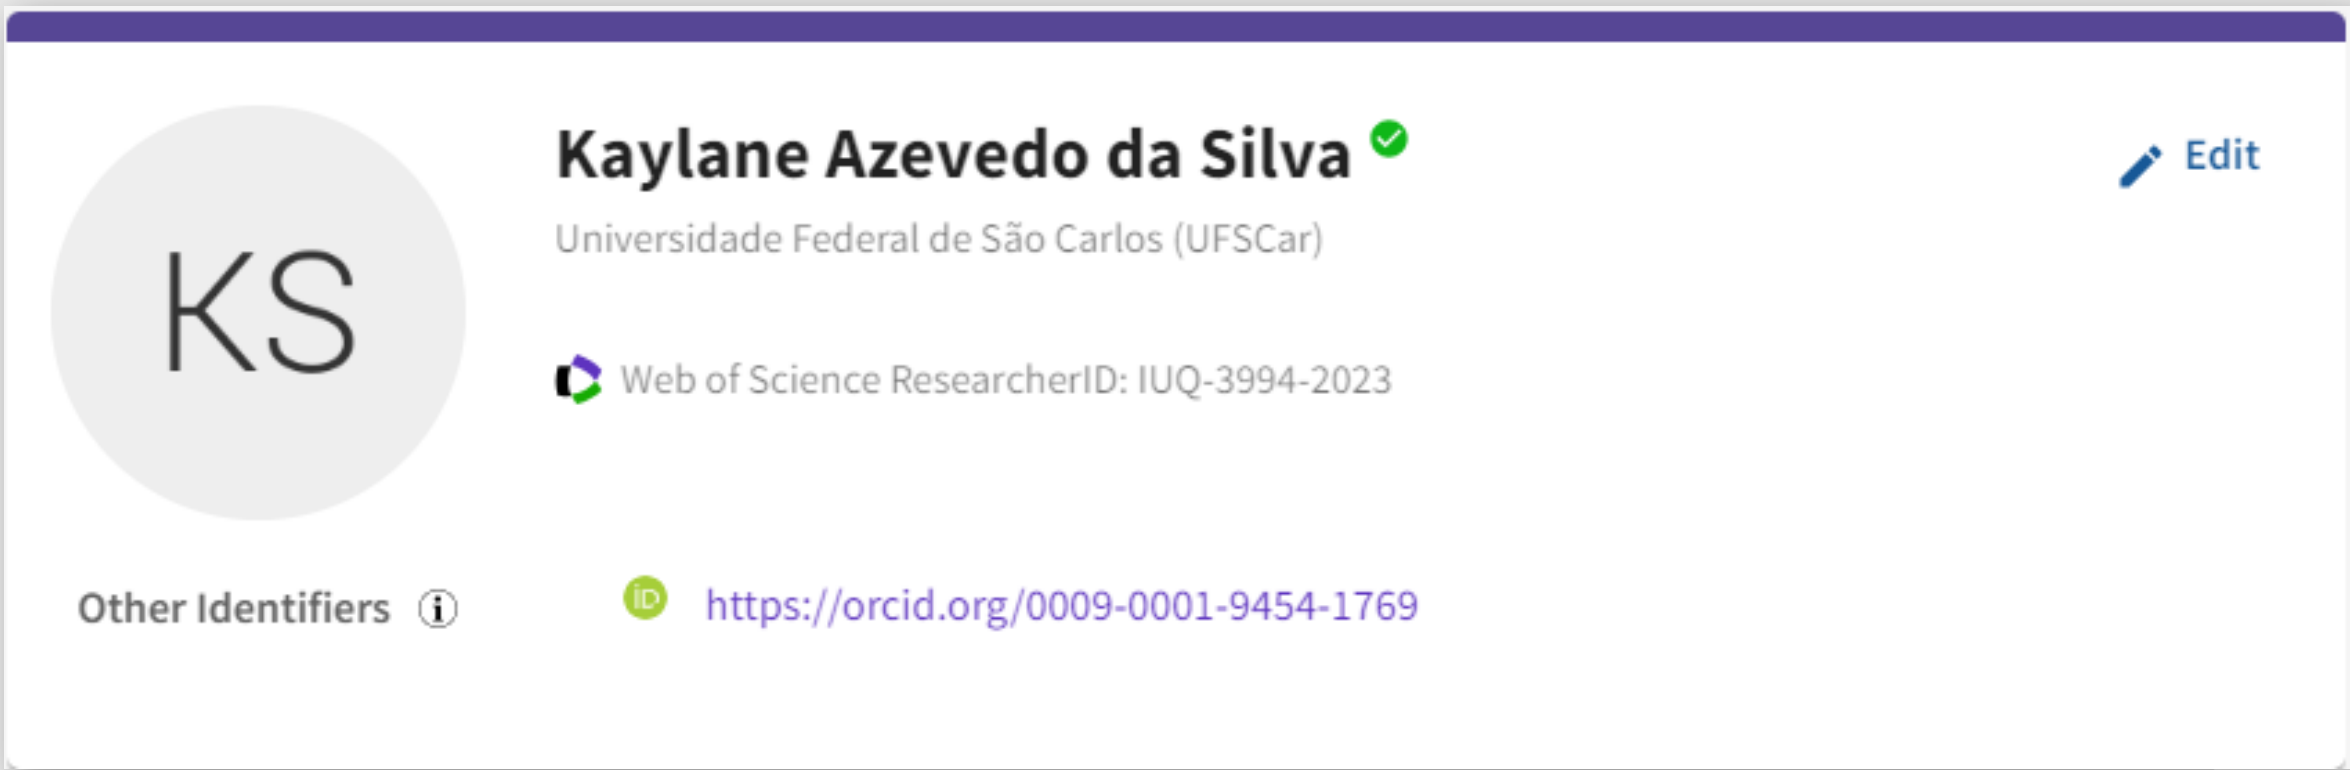 KS
Kaylane Azevedo da Silva
Edit
Universidade Federal de São Carlos (UFSCar)
Web of Science ResearcherID: IUQ-3994-2023
Other Identifiers
iD
https://orcid.org/0009-0001-9454-1769